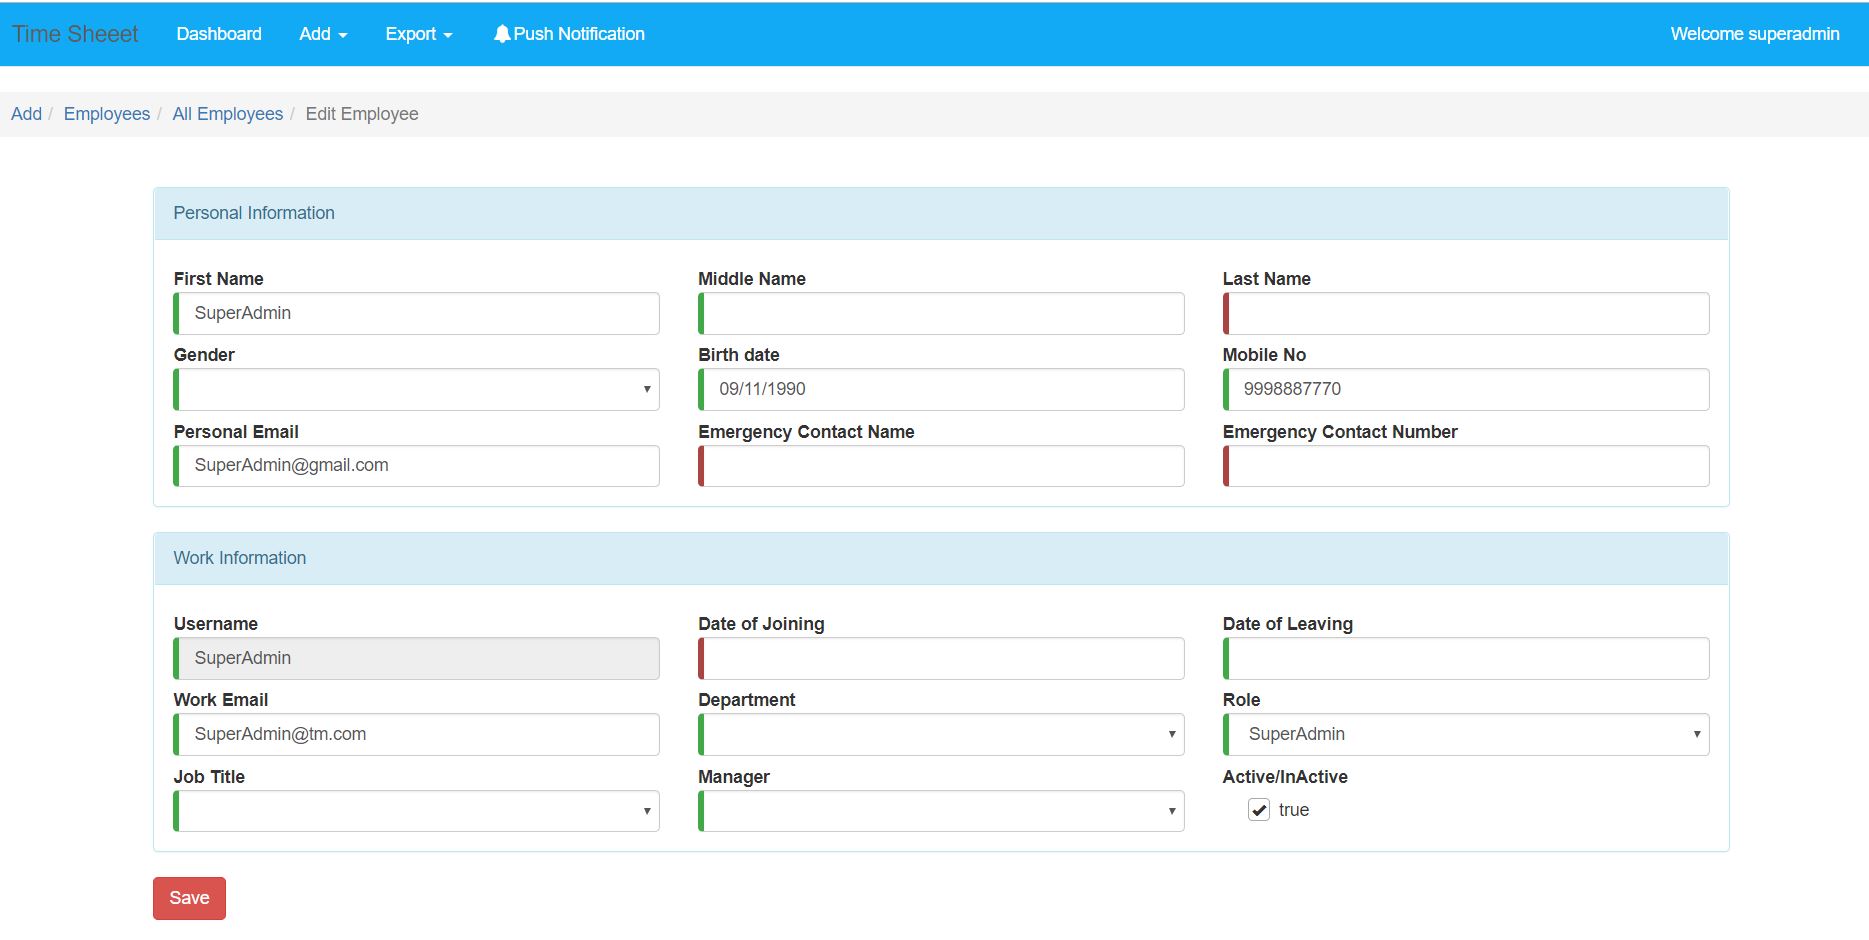 Time Sheeet Dashboard Add Export Push Notification Welcome superadmin
Add / Employees / All Employees / Edit Employee
Personal Information
First Name Middle Name Last Name
SuperAdmin
Gender Birth date Mobile No
09/11/1990 9998887770
Personal Email Emergency Contact Name Emergency Contact Number
SuperAdmin@gmail.com
Work Information
Username Date of Joining Date of Leaving
SuperAdmin
Work Email Department Role
SuperAdmin@tm.com SuperAdmin
Job Title Manager Active/InActive
true
Save